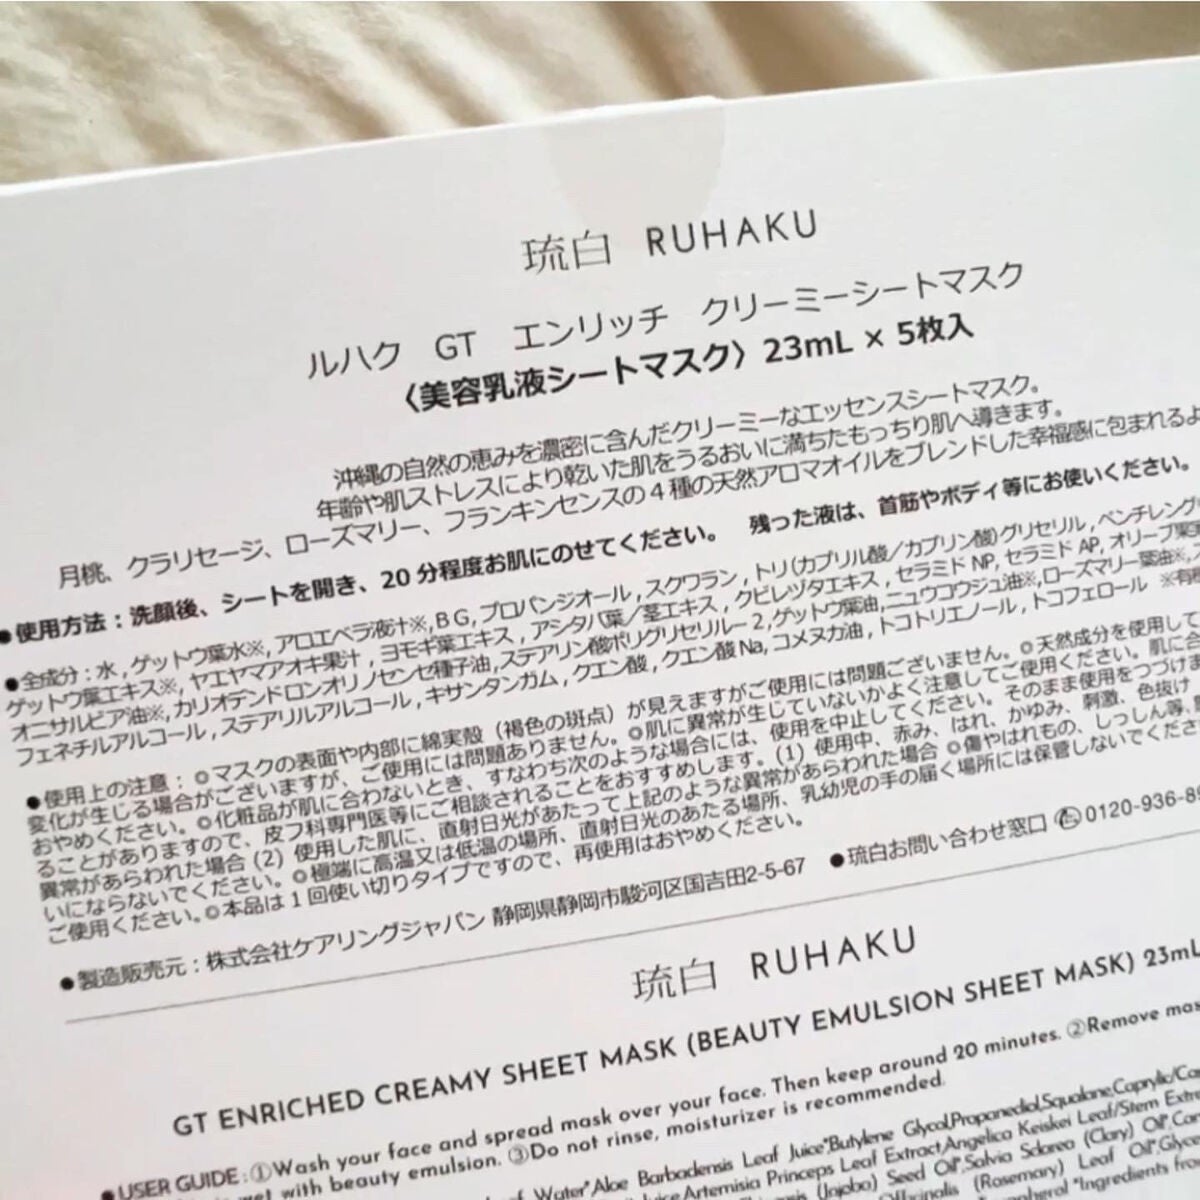 琉白 RUHAKU
ルハク GT エンリッチ クリーミーシートマスク
〈美容乳液シートマスク〉23mL × 5枚入
沖縄の自然の恵みを濃密に含んだクリーミーなエッセンスシートマスク。
年齢や肌ストレスにより乾いた肌をうるおいに満ちたもっちり肌へ導きます。
月桃、クラリセージ、ローズマリー、フランキンセンスの4種の天然アロマオイルをブレンドした幸福感に包まれるよ
●使用方法：洗顔後、シートを開き、20分程度お肌にのせてください。 残った液は、首筋やボディ等にお使いください。
●全成分：水,ゲットウ葉水※,アロエベラ液汁※,BG,プロパンジオール,スクワラン,トリ(カプリル酸／カプリン酸)グリセリル,ペンチレング
ゲットウ葉エキス※,ヤエヤマアオキ果汁,ヨモギ葉エキス,アシタバ葉/茎エキス,クビレヅタエキス,セラミドNP,セラミドAP,オリーブ果実
オニサルビア油※,カリオデンドロンオリノセンセ種子油,ステアリン酸ポリグリセリル－2,ゲットウ葉油,ニュウコウジュ油※,ローズマリー葉油※,
フェネチルアルコール,ステアリルアルコール,キサンタンガム,クエン酸,クエン酸Na,コメヌカ油,トコトリエノール,トコフェロール ※有機
●使用上の注意：◎マスクの表面や内部に綿実殻（褐色の斑点）が見えますがご使用には問題ございません。◎天然成分を使用して
変化が生じる場合がございますが、ご使用には問題ありません。◎肌に異常が生じていないかよく注意してご使用ください。肌に合
おやめください。◎化粧品が肌に合わないとき、すなわち次のような場合には、使用を中止してください。そのまま使用をつづけま
ることがありますので、皮フ科専門医等にご相談されることをおすすめします。(1) 使用中、赤み、はれ、かゆみ、刺激、色抜け
異常があらわれた場合 (2) 使用した肌に、直射日光があたって上記のような異常があらわれた場合 ◎傷やはれもの、しっしん等、
いにならないでください。◎極端に高温又は低温の場所、直射日光のあたる場所、乳幼児の手の届く場所には保管しないでくださ
ご使用ください。◎本品は1回使い切りタイプですので、再使用はおやめください。
●製造販売元：株式会社ケアリングジャパン 静岡県静岡市駿河区国吉田2-5-67 ●琉白お問い合わせ窓口 0120-936-89
琉白 RUHAKU
GT ENRICHED CREAMY SHEET MASK (BEAUTY EMULSION SHEET MASK) 23mL
●USER GUIDE:①Wash your face and spread mask over your face. Then keep around 20 minutes. ②Remove mas
wet with beauty emulsion. ③Do not rinse, moisturizer is recommended.
Water*,Aloe Barbadensis Leaf Juice*,Butylene Glycol,Propanediol,Squalane,Caprylic/Cap
Juice,Artemisia Princeps Leaf Extract,Angelica Keiskei Leaf/Stem Extra
(Jojoba) Seed Oil*,Salvia Sclarea (Clary) Oil*,
Officinalis (Rosemary) Leaf Oil*,Glyc
*Ingredients from